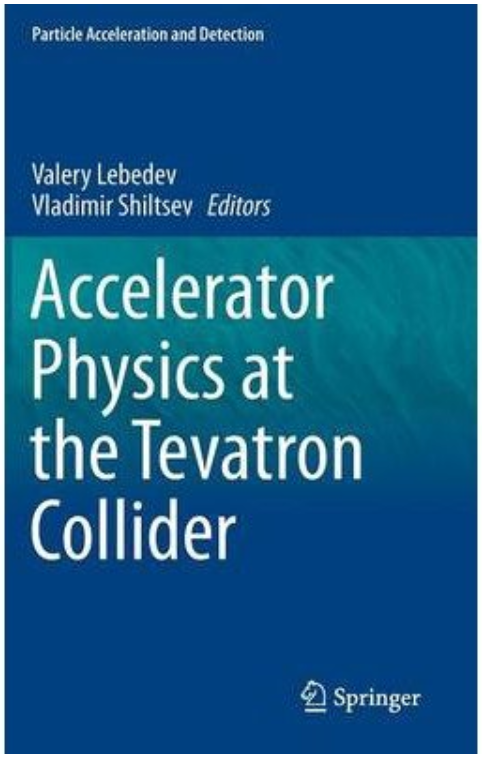 Particle Acceleration and Detection
Valery Lebedev
Vladimir Shiltsev Editors
Accelerator
Physics at
the Tevatron
Collider
Springer